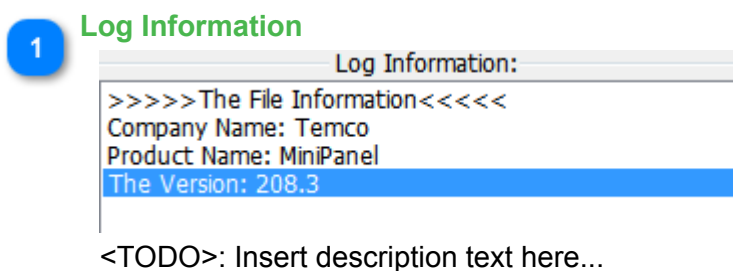 1
Log Information
Log Information:
>>>>>The File Information<<<<<
Company Name: Temco
Product Name: MiniPanel
The Version: 208.3
<TODO>: Insert description text here...